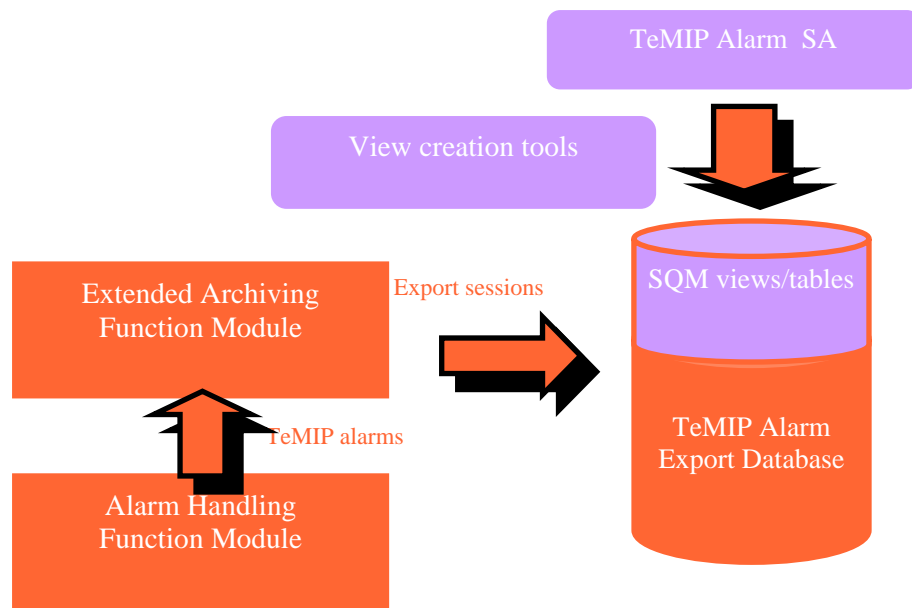 TeMIP Alarm  SA
View creation tools
SQM views/tables
Extended Archiving
Function Module
Export sessions
TeMIP alarms
TeMIP Alarm
Export Database
Alarm Handling
Function Module